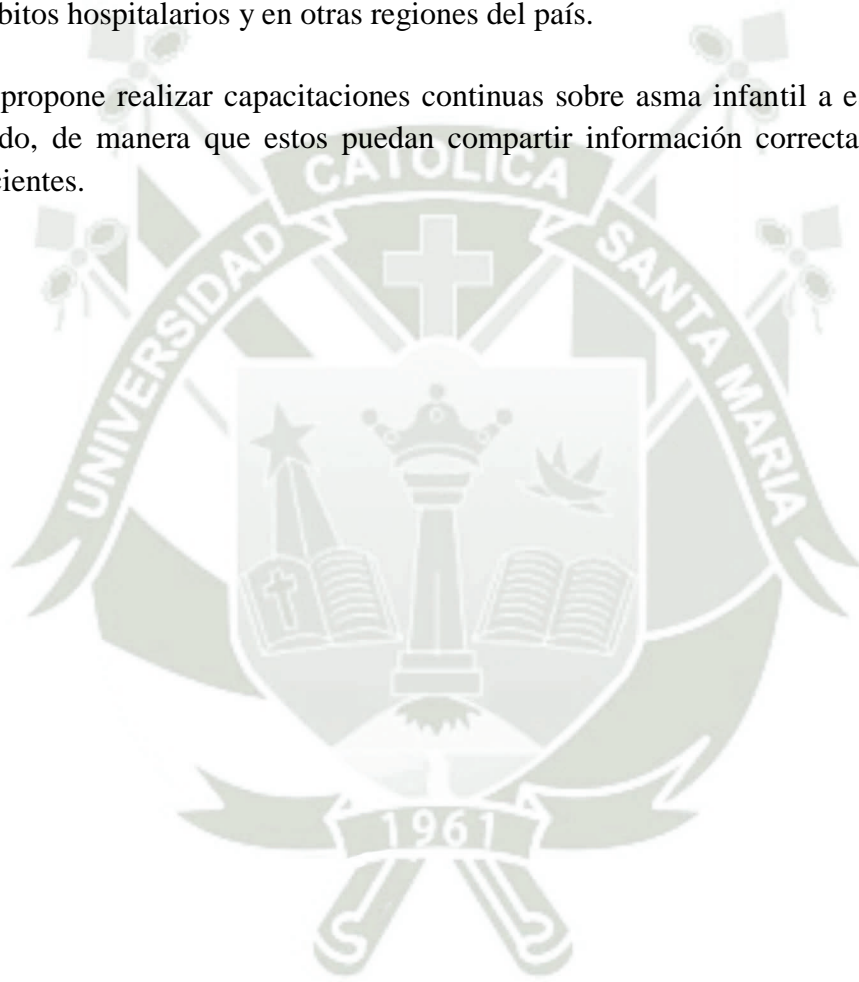 bitos hospitalarios y en otras regiones del país.
propone realizar capacitaciones continuas sobre asma infantil a e
do, de manera que estos puedan compartir información correcta
cientes.
UNIVERSIDAD CATOLICA SANTA MARIA
1961